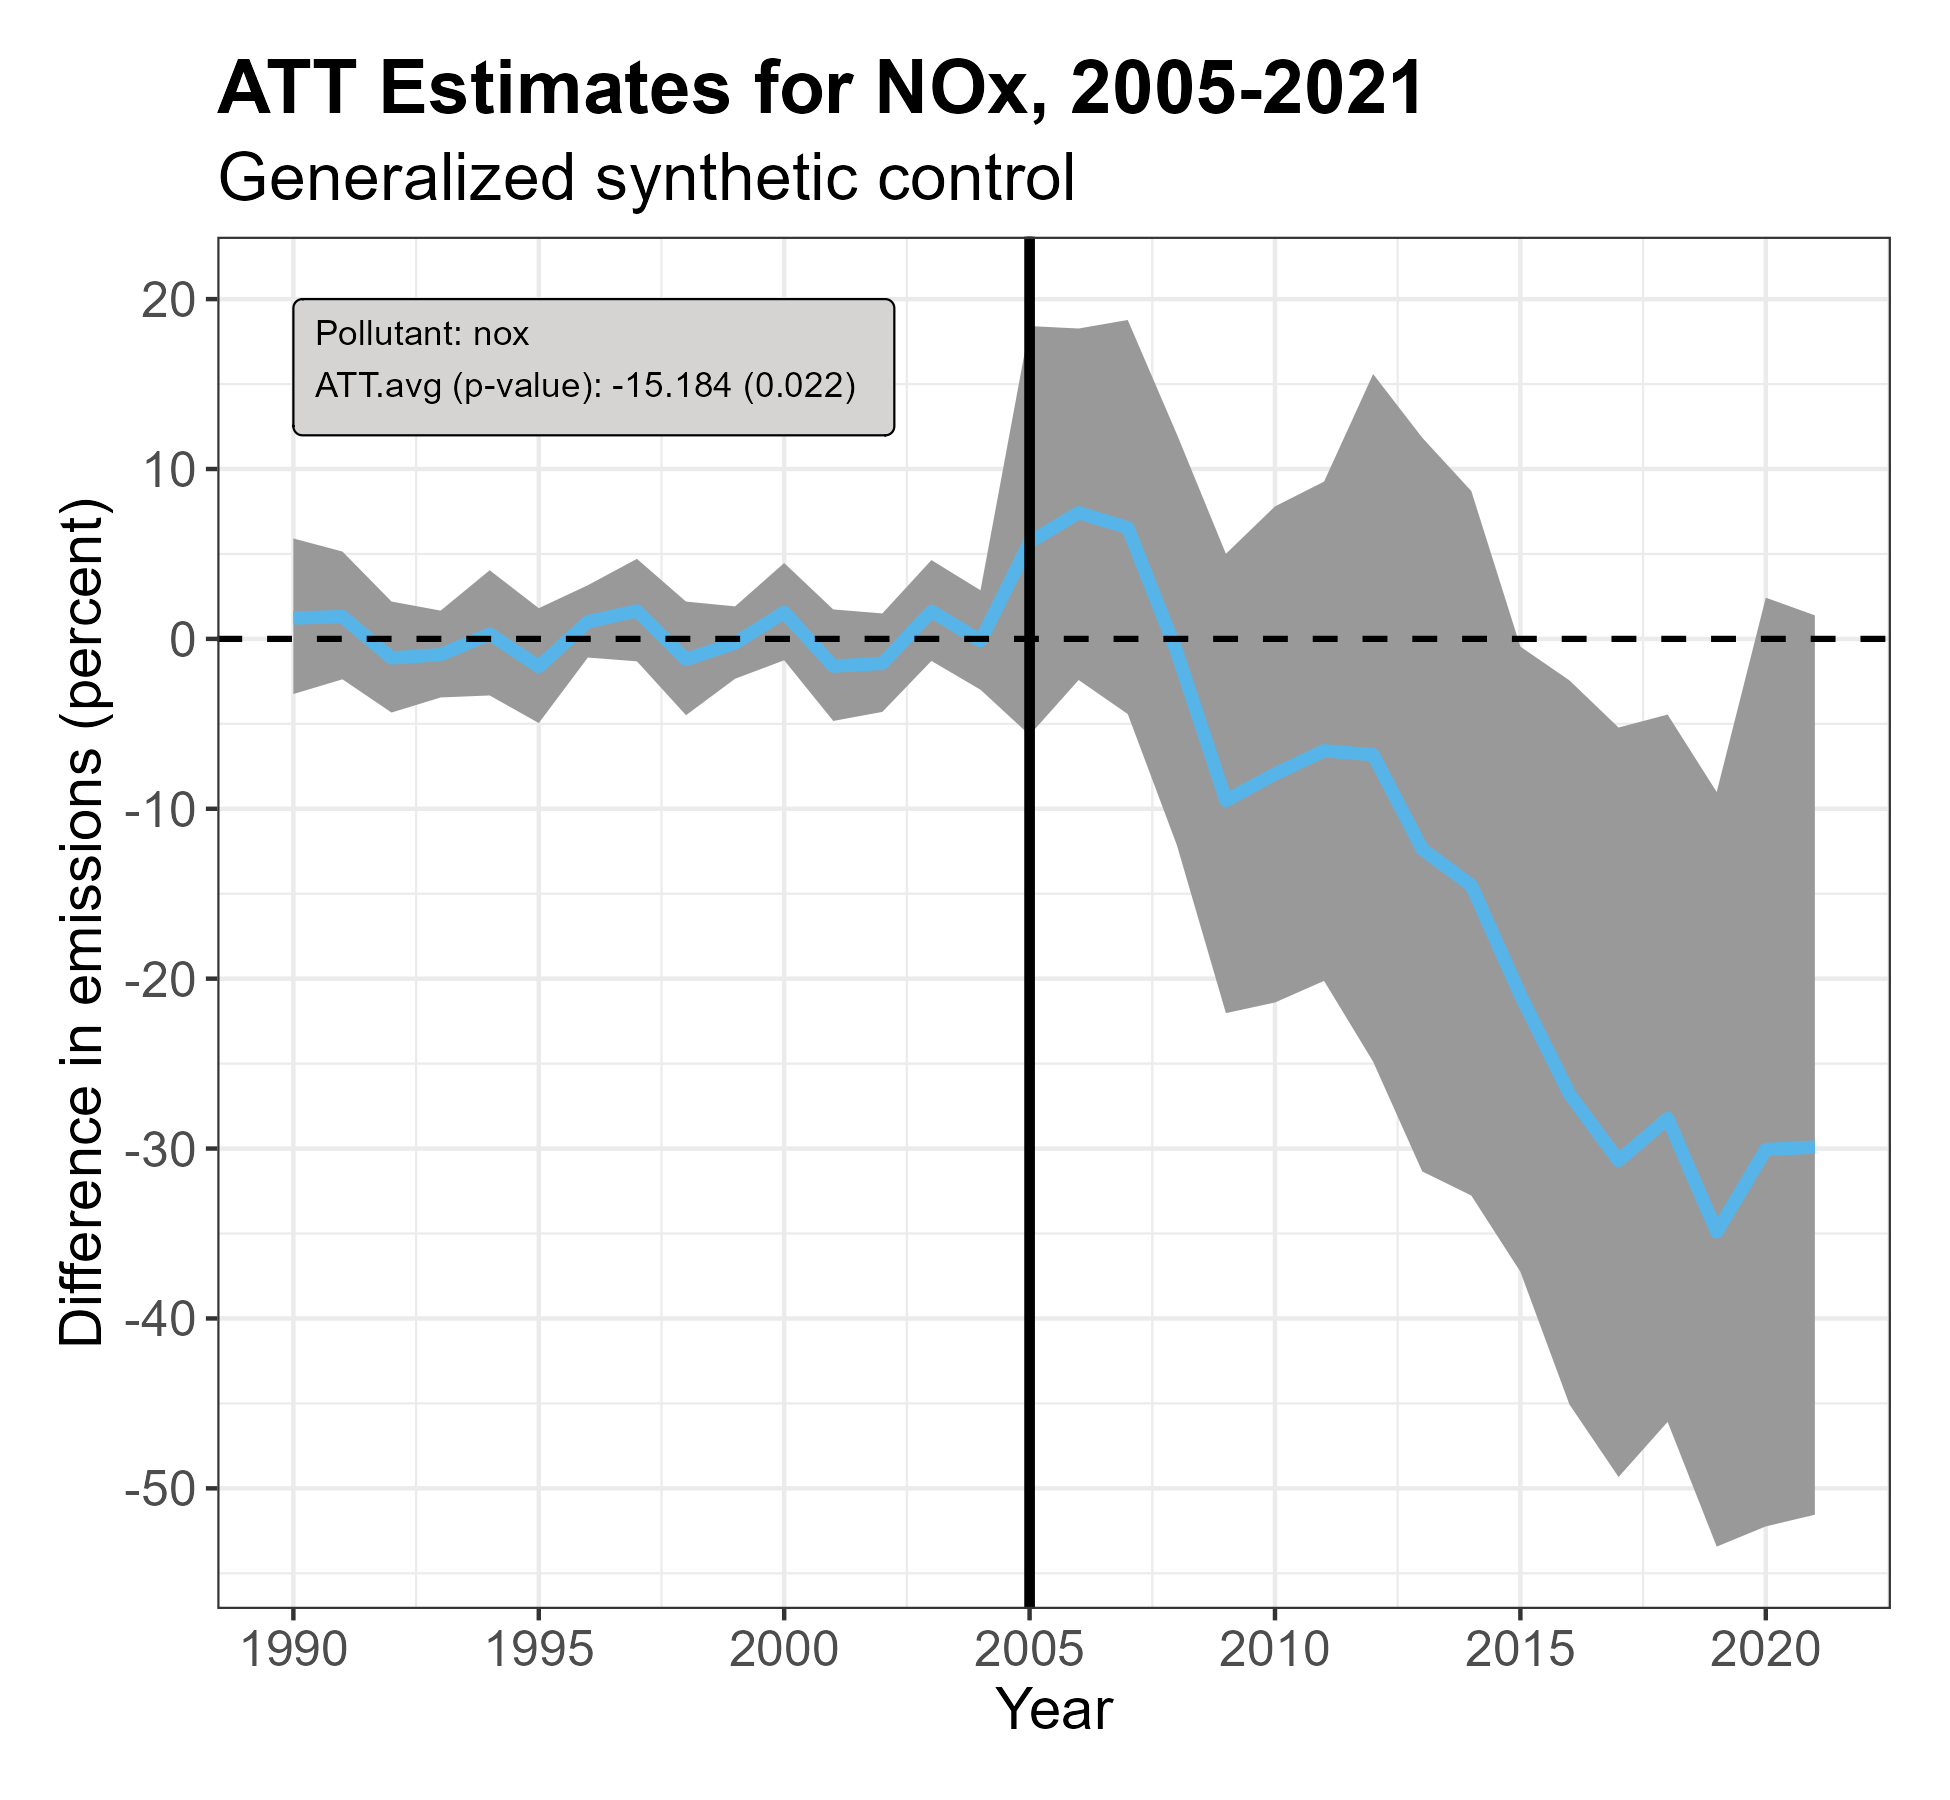 ATT Estimates for NOx, 2005-2021
Generalized synthetic control
Pollutant: nox
ATT.avg (p-value): -15.184 (0.022)
Difference in emissions (percent)
20
10
0
-10
-20
-30
-40
-50
1990 1995 2000 2005 2010 2015 2020
Year